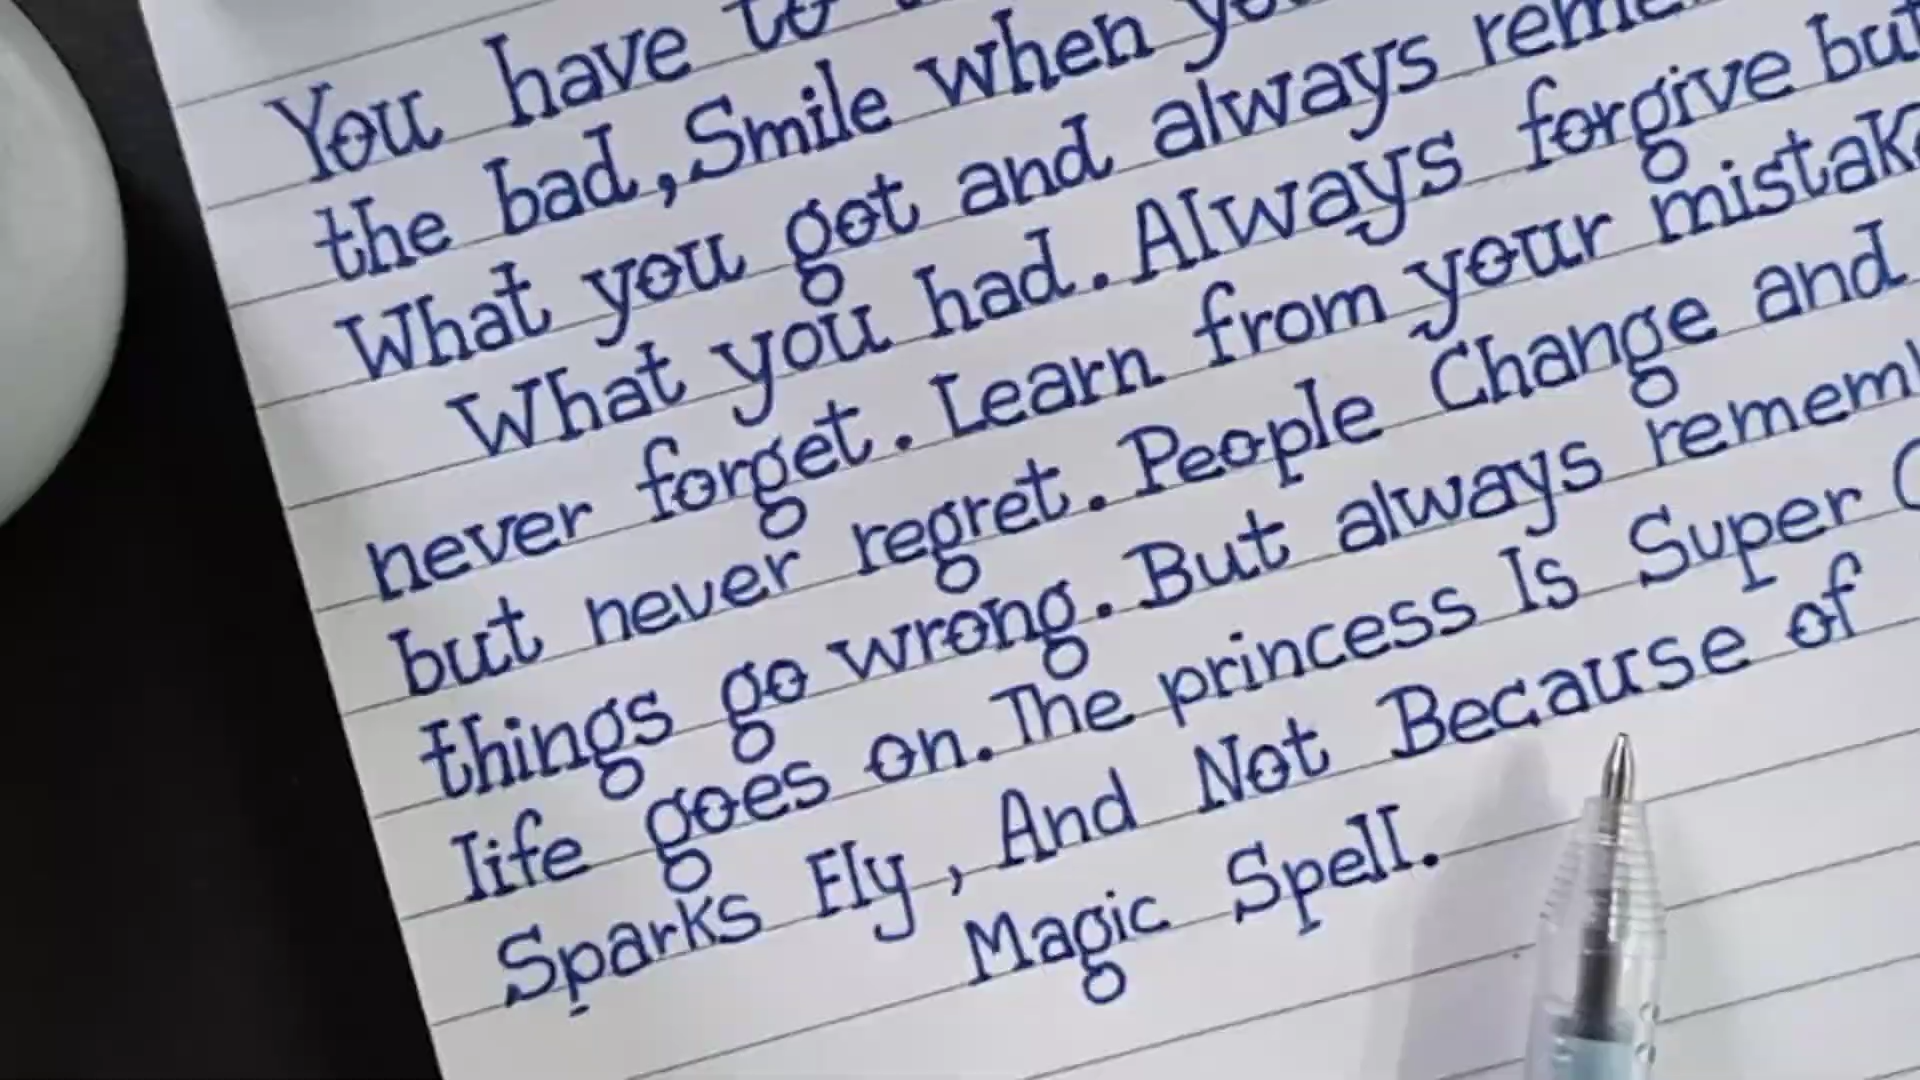 You have to
the bad, Smile when
What you got and always
What you had. Always forgive but
never forget. Learn from your
but never regret. People Change and
things go wrong. But always
life goes on. The princess Is Super
Sparks Fly, And Not Because of
Magic Spell.